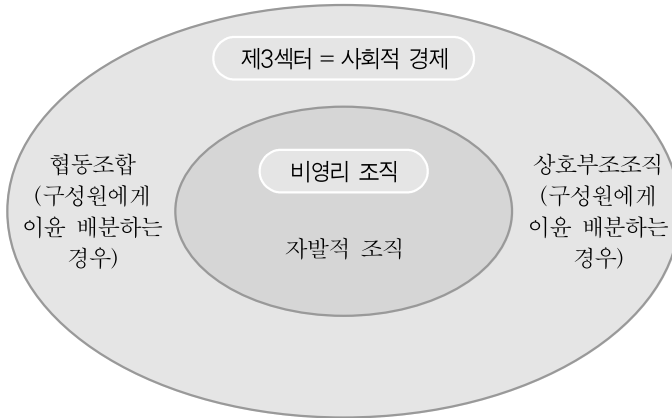 제3섹터 = 사회적 경제
협동조합
(구성원에게
이윤 배분하는
경우)
비영리 조직
자발적 조직
상호부조조직
(구성원에게
이윤 배분하는
경우)